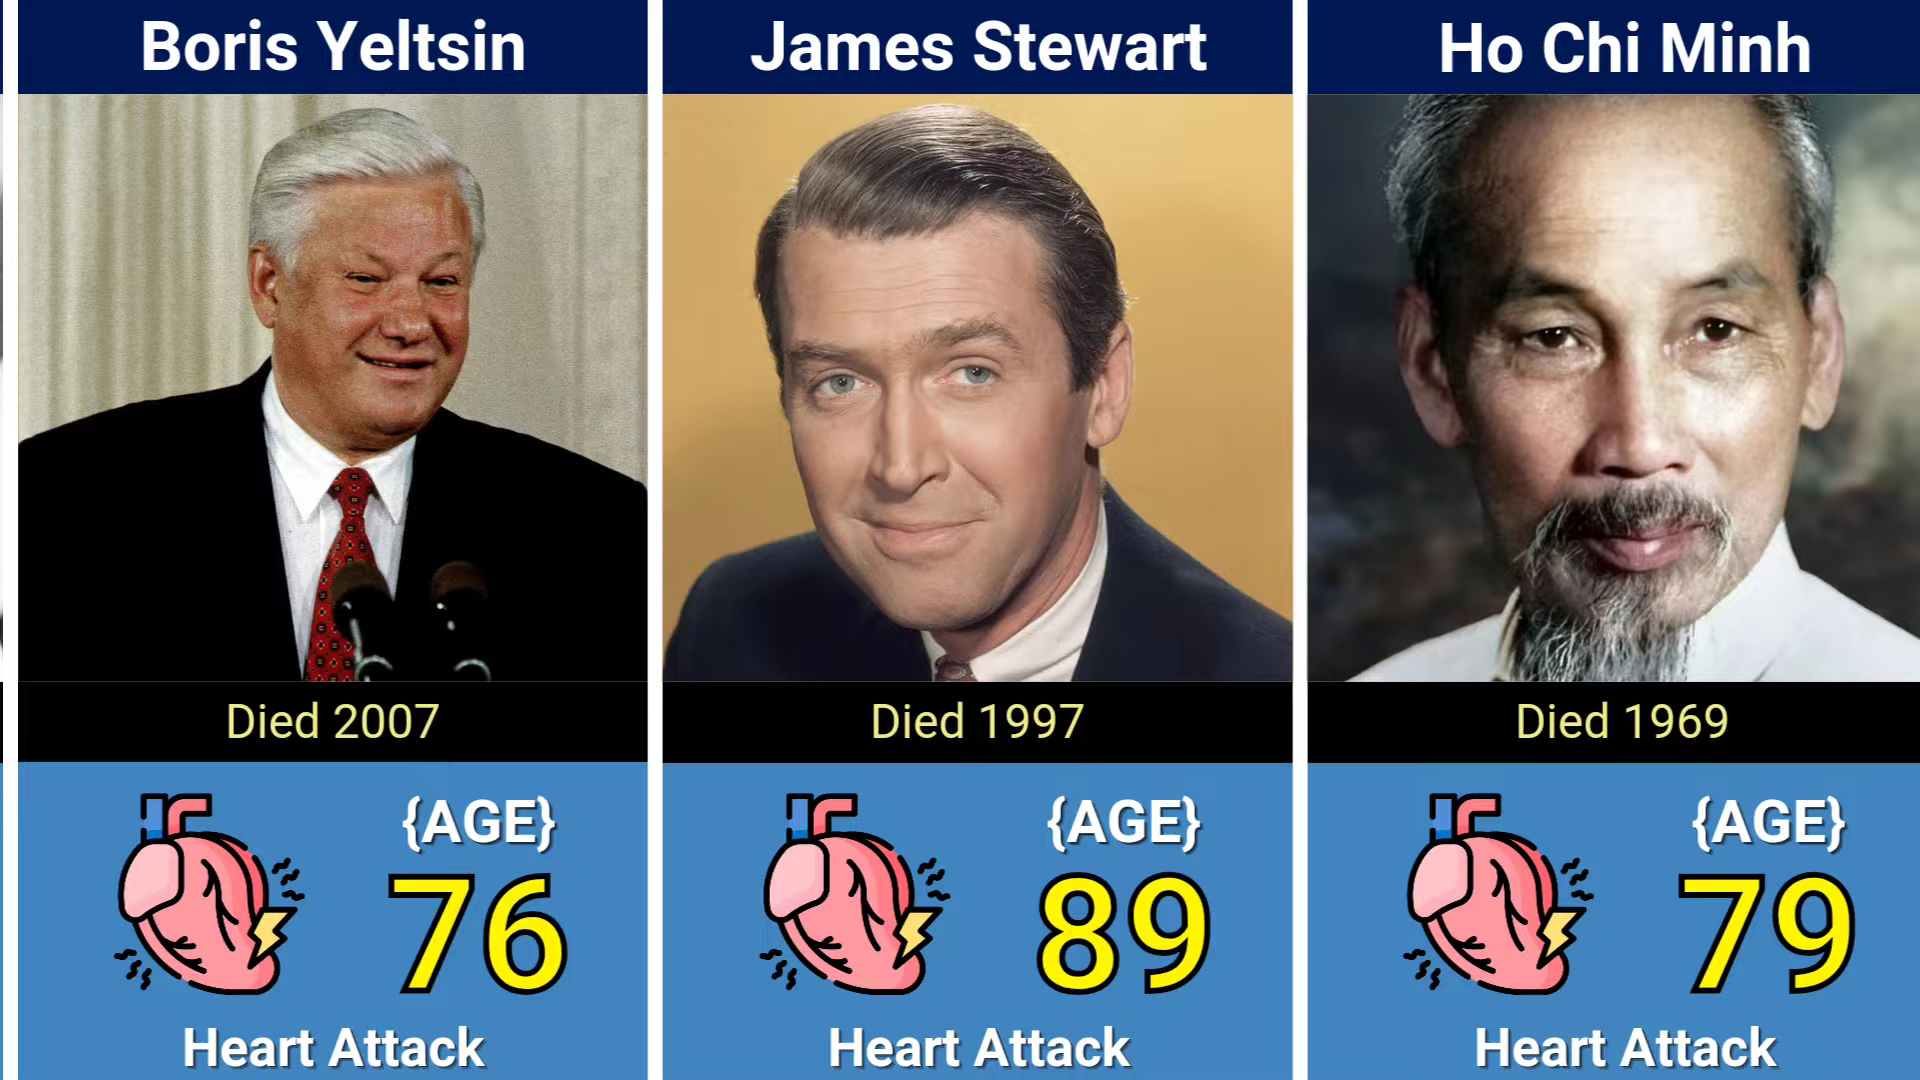 Boris Yeltsin
Died 2007
{AGE}
76
Heart Attack
James Stewart
Died 1997
{AGE}
89
Heart Attack
Ho Chi Minh
Died 1969
{AGE}
79
Heart Attack